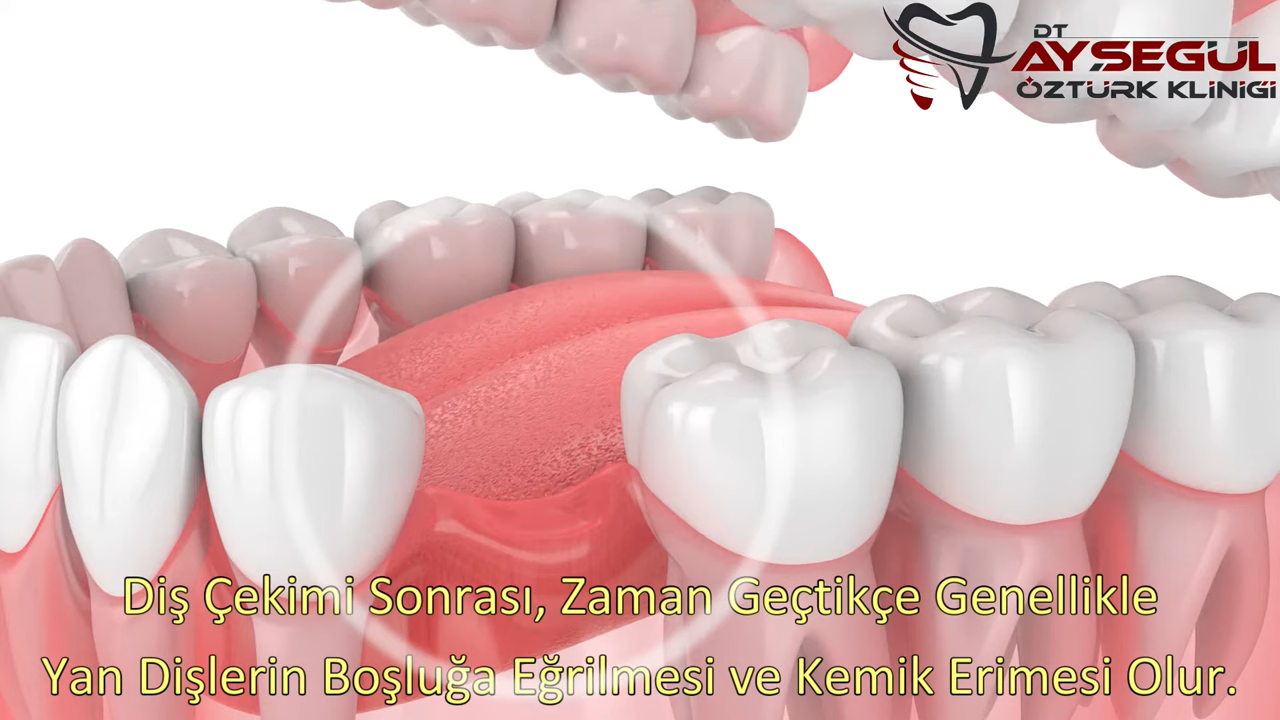 DT
AYŞEGÜL
ÖZTÜRK KLİNİĞİ
Diş Çekimi Sonrası, Zaman Geçtikçe Genellikle
Yan Dişlerin Boşluğa Eğrilmesi ve Kemik Erimesi Olur.